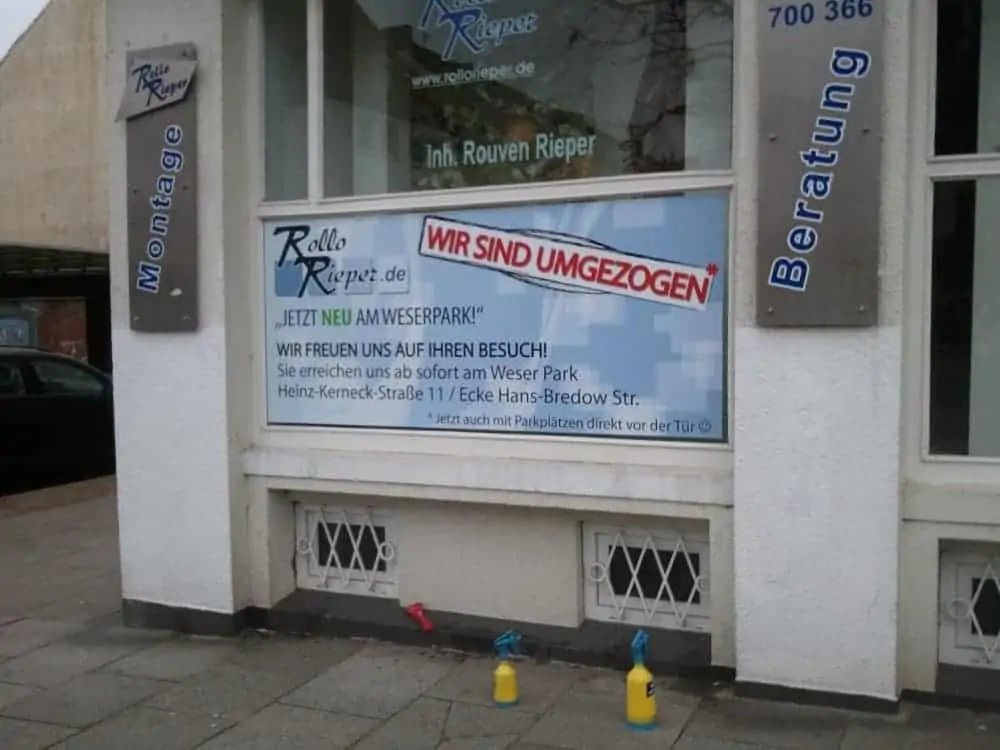 Rollo
Rieper
Montage
Rollo
Rieper
www.rollorieper.de
Inh. Rouven Rieper
700 366
Beratung
Rollo
Rieper.de
WIR SIND UMGEZOGEN*
„JETZT NEU AM WESERPARK!“
WIR FREUEN UNS AUF IHREN BESUCH!
Sie erreichen uns ab sofort am Weser Park
Heinz-Kerneck-Straße 11 / Ecke Hans-Bredow Str.
* Jetzt auch mit Parkplätzen direkt vor der Tür ☺